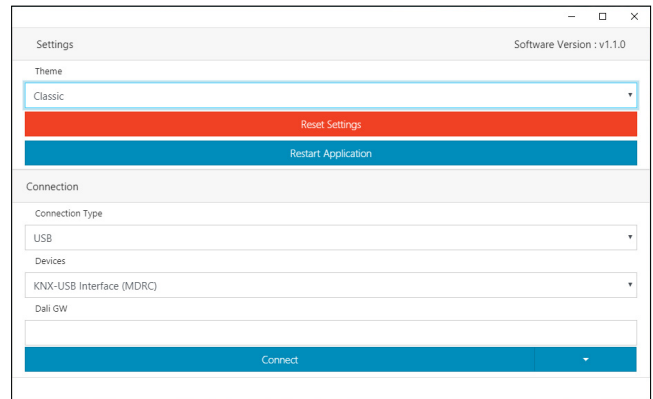 Settings
Software Version : v1.1.0
Theme
Classic
Reset Settings
Restart Application
Connection
Connection Type
USB
Devices
KNX-USB Interface (MDRC)
Dali GW
Connect